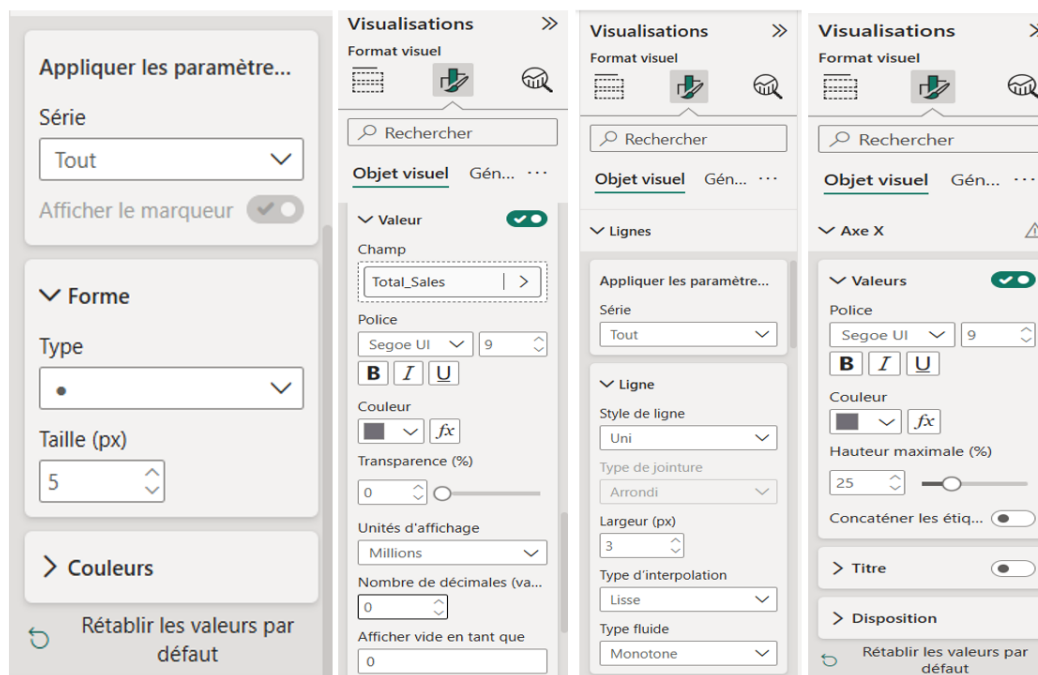 Appliquer les paramètre...
Série
Tout
Afficher le marqueur
Forme
Type
Taille (px)
5
Couleurs
Rétablir les valeurs par
défaut
Visualisations
Format visuel
Rechercher
Objet visuel Gén... ...
Valeur
Champ
Total_Sales
Police
Segoe UI 9
B I U
Couleur
fx
Transparence (%)
0
Unités d'affichage
Millions
Nombre de décimales (va...
0
Afficher vide en tant que
0
Visualisations
Format visuel
Rechercher
Objet visuel Gén... ...
Lignes
Appliquer les paramètre...
Série
Tout
Ligne
Style de ligne
Uni
Type de jointure
Arrondi
Largeur (px)
3
Type d'interpolation
Lisse
Type fluide
Monotone
Visualisations
Format visuel
Rechercher
Objet visuel Gén... ...
Axe X
Valeurs
Police
Segoe UI 9
B I U
Couleur
fx
Hauteur maximale (%)
25
Concaténer les étiq...
Titre
Disposition
Rétablir les valeurs par
défaut